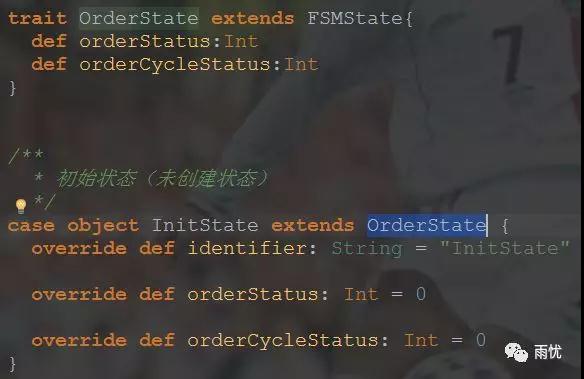 trait OrderState extends FSMState{
  def orderStatus:Int
  def orderCycleStatus:Int
}
/**
  * 初始状态（未创建状态）
  */
case object InitState extends OrderState {
  override def identifier: String = "InitState"
  override def orderStatus: Int = 0
  override def orderCycleStatus: Int = 0
}
7
雨忧